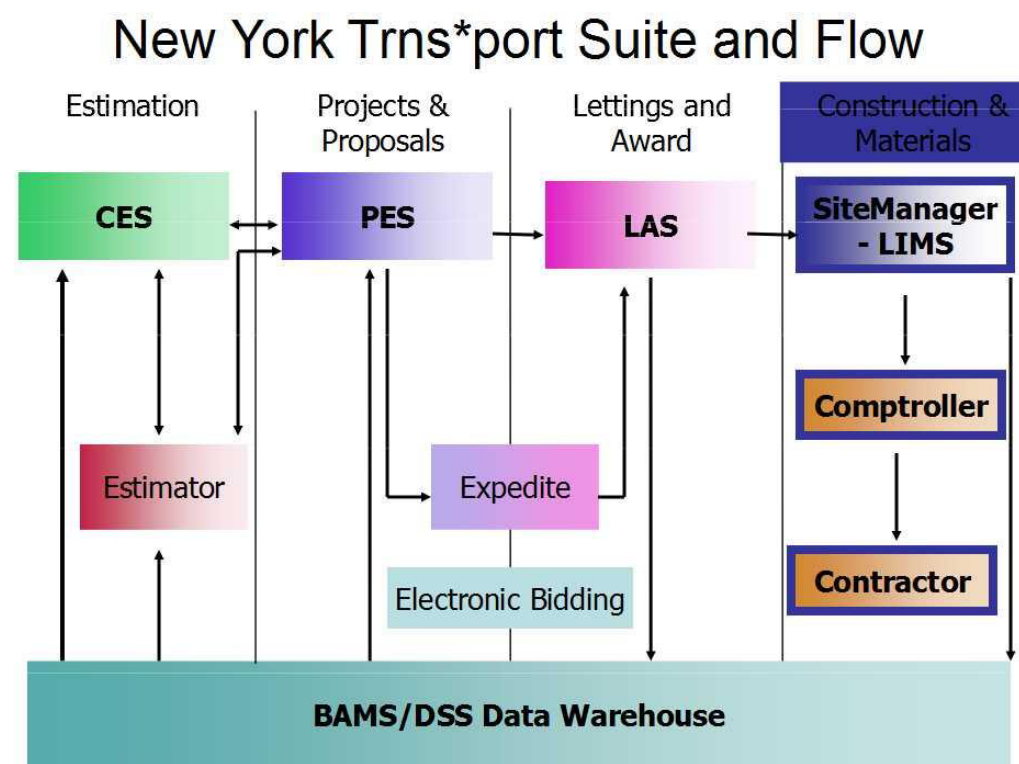 New York Trns*port Suite and Flow
Estimation
Projects &
Proposals
Lettings and
Award
Construction &
Materials
CES
PES
LAS
SiteManager
- LIMS
Comptroller
Estimator
Expedite
Contractor
Electronic Bidding
BAMS/DSS Data Warehouse